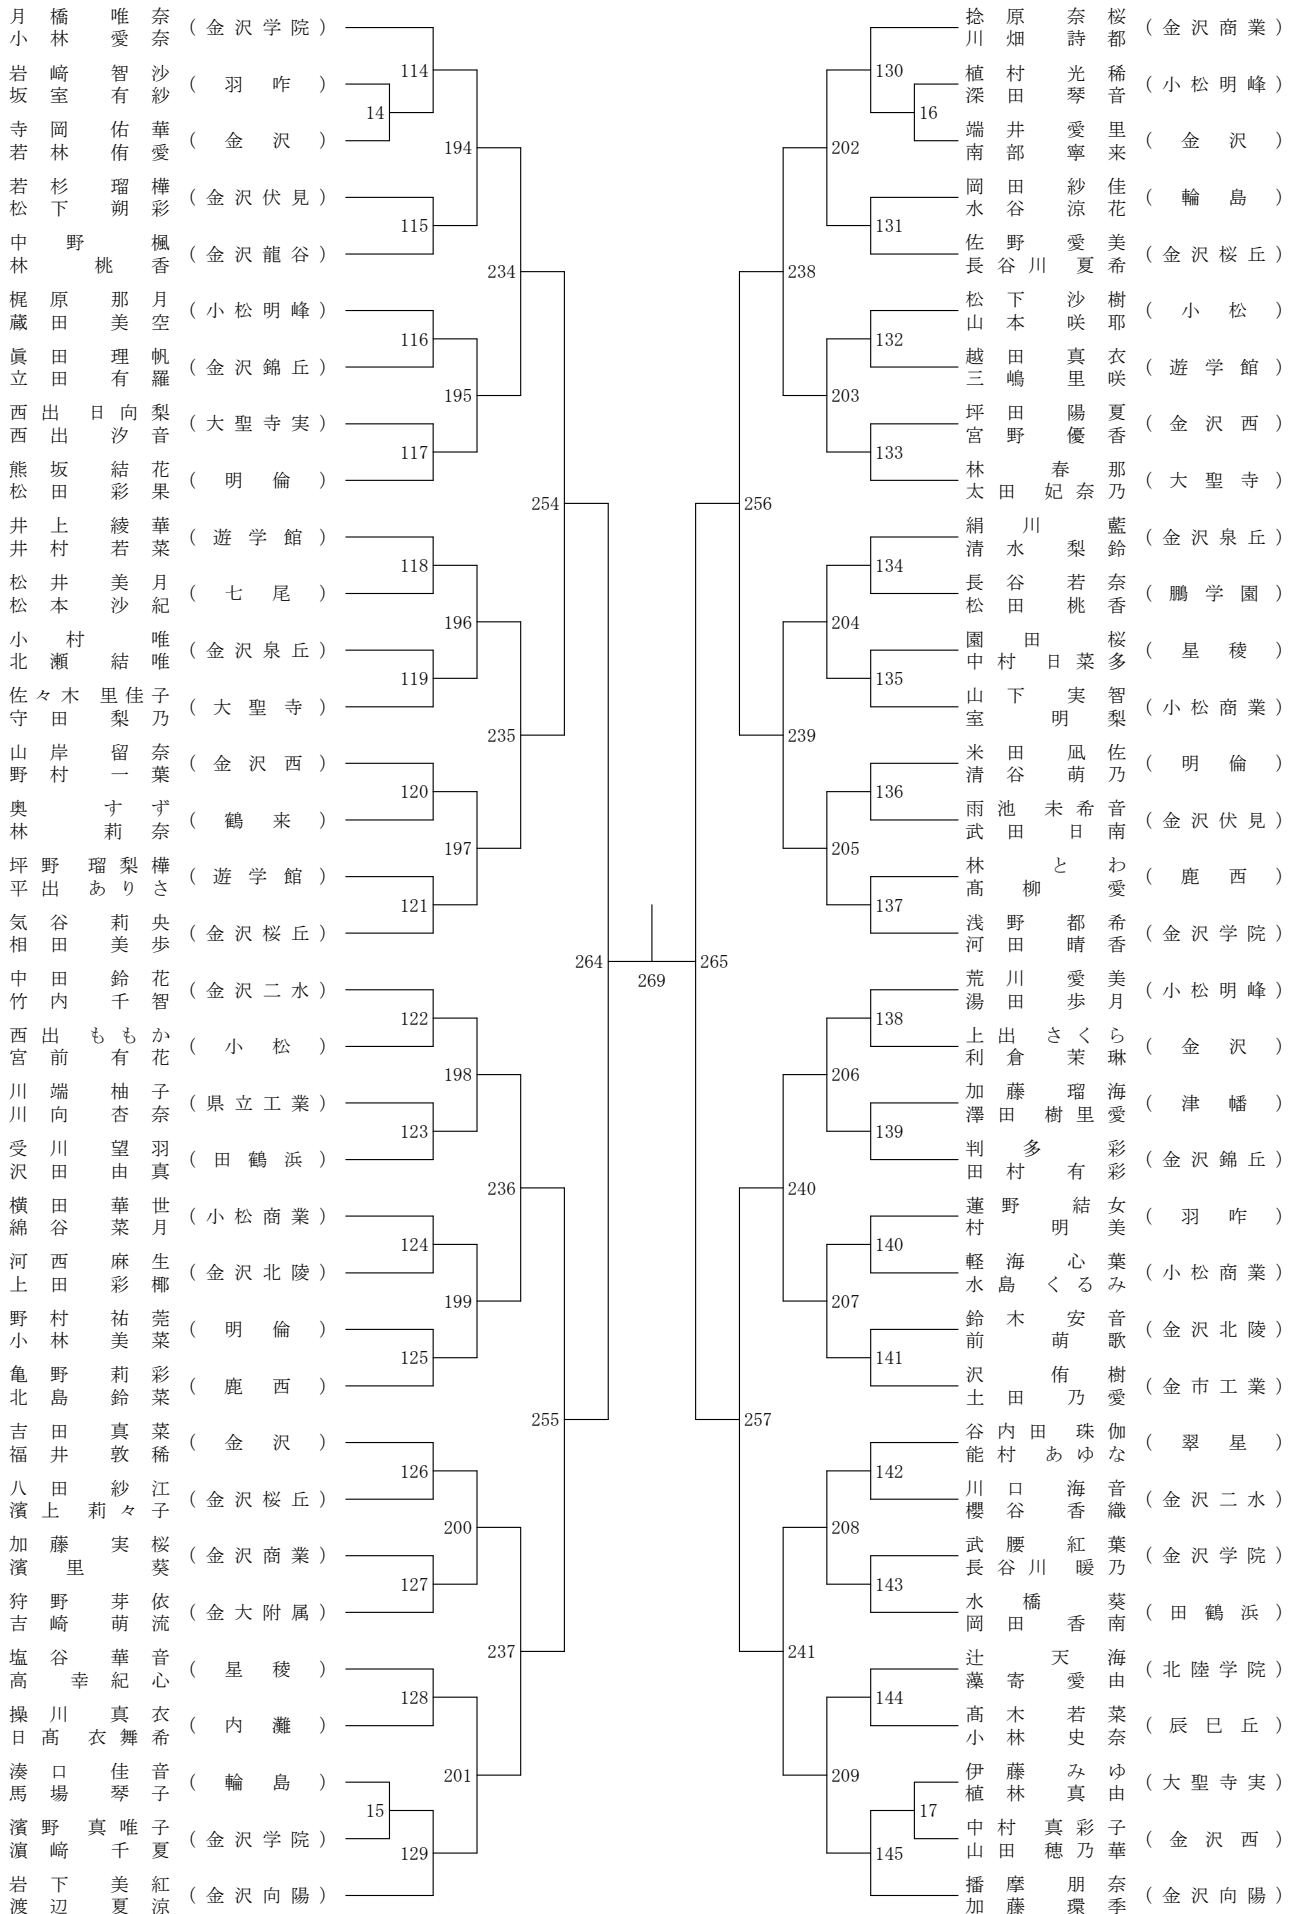 月橋 唯奈
小林 愛奈 (金沢学院)
岩﨑 智沙
坂室 有紗 (羽咋)
寺岡 佑華
若林 侑愛 (金沢)
若杉 瑠樺
松下 朔彩 (金沢伏見)
中野 楓
林 桃香 (金沢龍谷)
梶原 那月
蔵田 美空 (小松明峰)
眞田 理帆
立田 有羅 (金沢錦丘)
西出 日向梨
西出 汐音 (大聖寺実)
熊坂 結花
松田 彩果 (明倫)
井上 綾華
井村 若菜 (遊学館)
松井 美月
松本 沙紀 (七尾)
小村 唯
北瀬 結唯 (金沢泉丘)
佐々木 里佳子
守田 梨乃 (大聖寺)
山岸 留奈
野村 一葉 (金沢西)
奥 すず
林 莉奈 (鶴来)
坪野 瑠梨樺
平出 ありさ (遊学館)
気谷 莉央
相田 美歩 (金沢桜丘)
中田 鈴花
竹内 千智 (金沢二水)
西出 ももか
宮前 有花 (小松)
川端 柚子
川向 杏奈 (県立工業)
受川 望羽
沢田 由真 (田鶴浜)
横田 華世
綿谷 菜月 (小松商業)
河西 麻生
上田 彩椰 (金沢北陵)
野村 祐莞
小林 美菜 (明倫)
亀野 莉彩
北島 鈴菜 (鹿西)
吉田 真菜
福井 敦稀 (金沢)
八田 紗江
濱上 莉々子 (金沢桜丘)
加藤 実桜
濱里 葵 (金沢商業)
狩野 芽依
吉崎 萌流 (金大附属)
塩谷 華音
高 幸紀心 (星稜)
操川 真衣
日髙 衣舞希 (内灘)
湊口 佳音
馬場 琴子 (輪島)
濱野 真唯子
濵﨑 千夏 (金沢学院)
岩下 美紅
渡辺 夏涼 (金沢向陽)
114
14
194
115
234
116
195
117
254
118
196
119
235
120
197
121
264
122
198
123
236
124
199
125
255
126
200
127
237
128
201
15
129
269
捻原 奈桜
川畑 詩都 (金沢商業)
植村 光稀
深田 琴音 (小松明峰)
端井 愛里
南部 寧来 (金沢)
岡田 紗佳
水谷 涼花 (輪島)
佐野 愛美
長谷川 夏希 (金沢桜丘)
松下 沙樹
山本 咲耶 (小松)
越田 真衣
三嶋 里咲 (遊学館)
坪田 陽夏
宮野 優香 (金沢西)
林 春那
太田 妃奈乃 (大聖寺)
絹川 藍
清水 梨鈴 (金沢泉丘)
長谷 若奈
松田 桃香 (鵬学園)
園田 桜
中村 日菜多 (星稜)
山下 実智
室 明梨 (小松商業)
米田 凪佐
清谷 萌乃 (明倫)
雨池 未希音
武田 日南 (金沢伏見)
林 とわ
髙柳 愛 (鹿西)
浅野 都希
河田 晴香 (金沢学院)
荒川 愛美
湯田 歩月 (小松明峰)
上出 さくら
利倉 茉琳 (金沢)
加藤 瑠海
澤田 樹里愛 (津幡)
判多 彩
田村 有彩 (金沢錦丘)
蓮野 結女
村 明美 (羽咋)
軽海 心葉
水島 くるみ (小松商業)
鈴木 安音
前 萌歌 (金沢北陵)
沢 侑樹
土田 乃愛 (金市工業)
谷内田 珠伽
能村 あゆな (翠星)
川口 海音
櫻谷 香織 (金沢二水)
武腰 紅葉
長谷川 暖乃 (金沢学院)
水橋 葵
岡田 香南 (田鶴浜)
辻 天海
藻寄 愛由 (北陸学院)
髙木 若菜
小林 史奈 (辰巳丘)
伊藤 みゆ
植林 真由 (大聖寺実)
中村 真彩子
山田 穂乃華 (金沢西)
播摩 朋奈
加藤 環季 (金沢向陽)
130
16
202
131
238
132
203
133
256
134
204
135
239
136
205
137
265
138
206
139
240
140
207
141
257
142
208
143
241
144
209
17
145